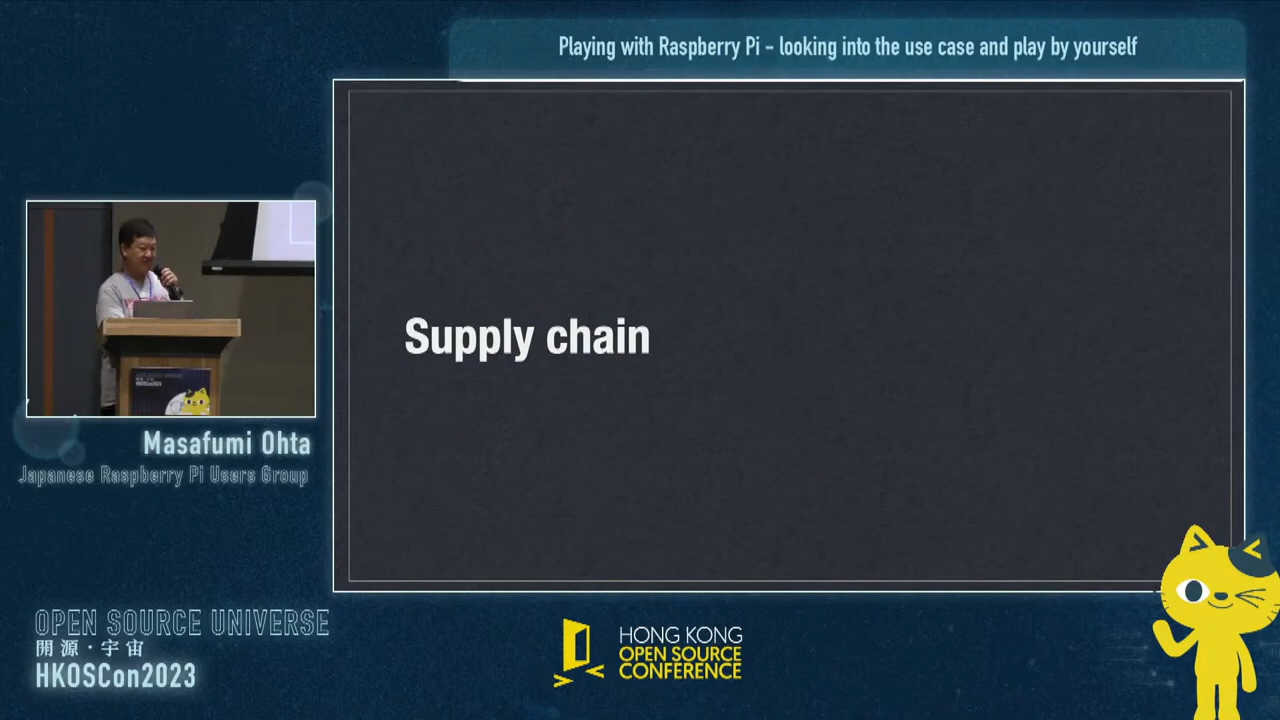 Playing with Raspberry Pi - looking into the use case and play by yourself
Supply chain
Masafumi Ohta
Japanese Raspberry Pi Users Group
OPEN SOURCE UNIVERSE
開源·宇宙
HKOSCon2023
HONG KONG
OPEN SOURCE
CONFERENCE